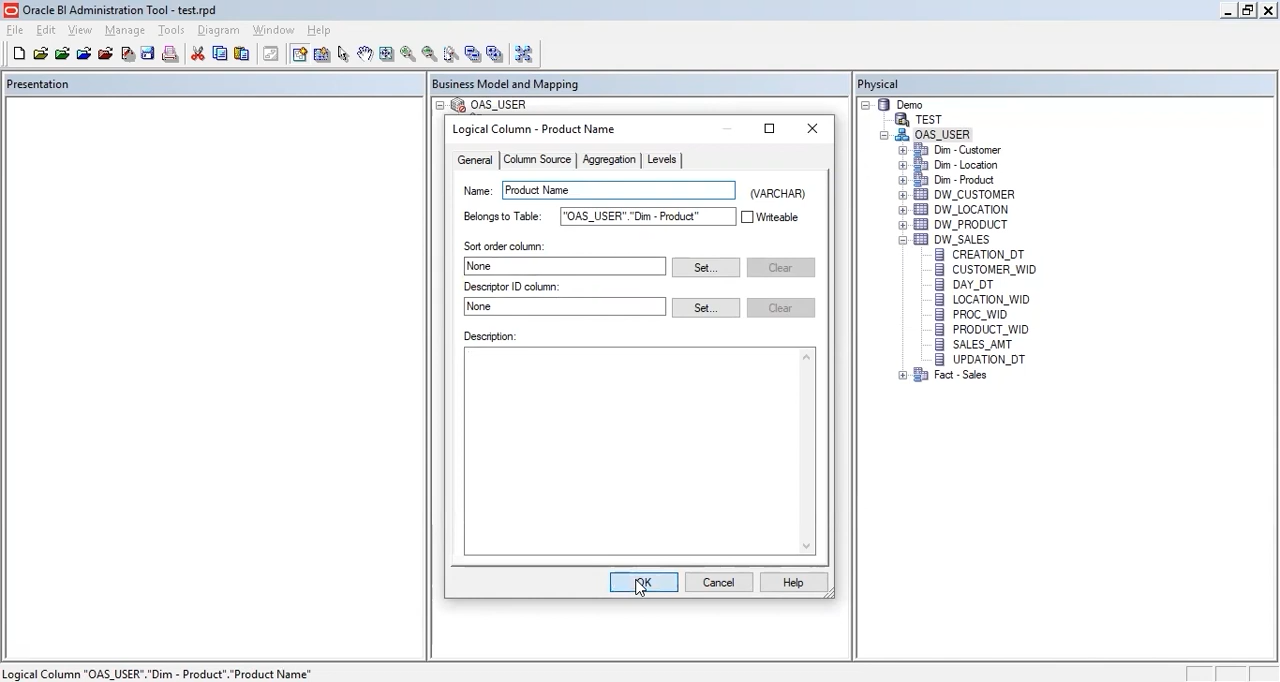 Oracle BI Administration Tool - test.rpd
File Edit View Manage Tools Diagram Window Help
Presentation
Business Model and Mapping
OAS_USER
Logical Column - Product Name
General Column Source Aggregation Levels
Name: Product Name (VARCHAR)
Belongs to Table: "OAS_USER"."Dim - Product" Writeable
Sort order column:
None Set... Clear
Descriptor ID column:
None Set... Clear
Description:
OK Cancel Help
Physical
Demo
TEST
OAS_USER
Dim - Customer
Dim - Location
Dim - Product
DW_CUSTOMER
DW_LOCATION
DW_PRODUCT
DW_SALES
CREATION_DT
CUSTOMER_WID
DAY_DT
LOCATION_WID
PROC_WID
PRODUCT_WID
SALES_AMT
UPDATION_DT
Fact - Sales
Logical Column "OAS_USER"."Dim - Product"."Product Name"